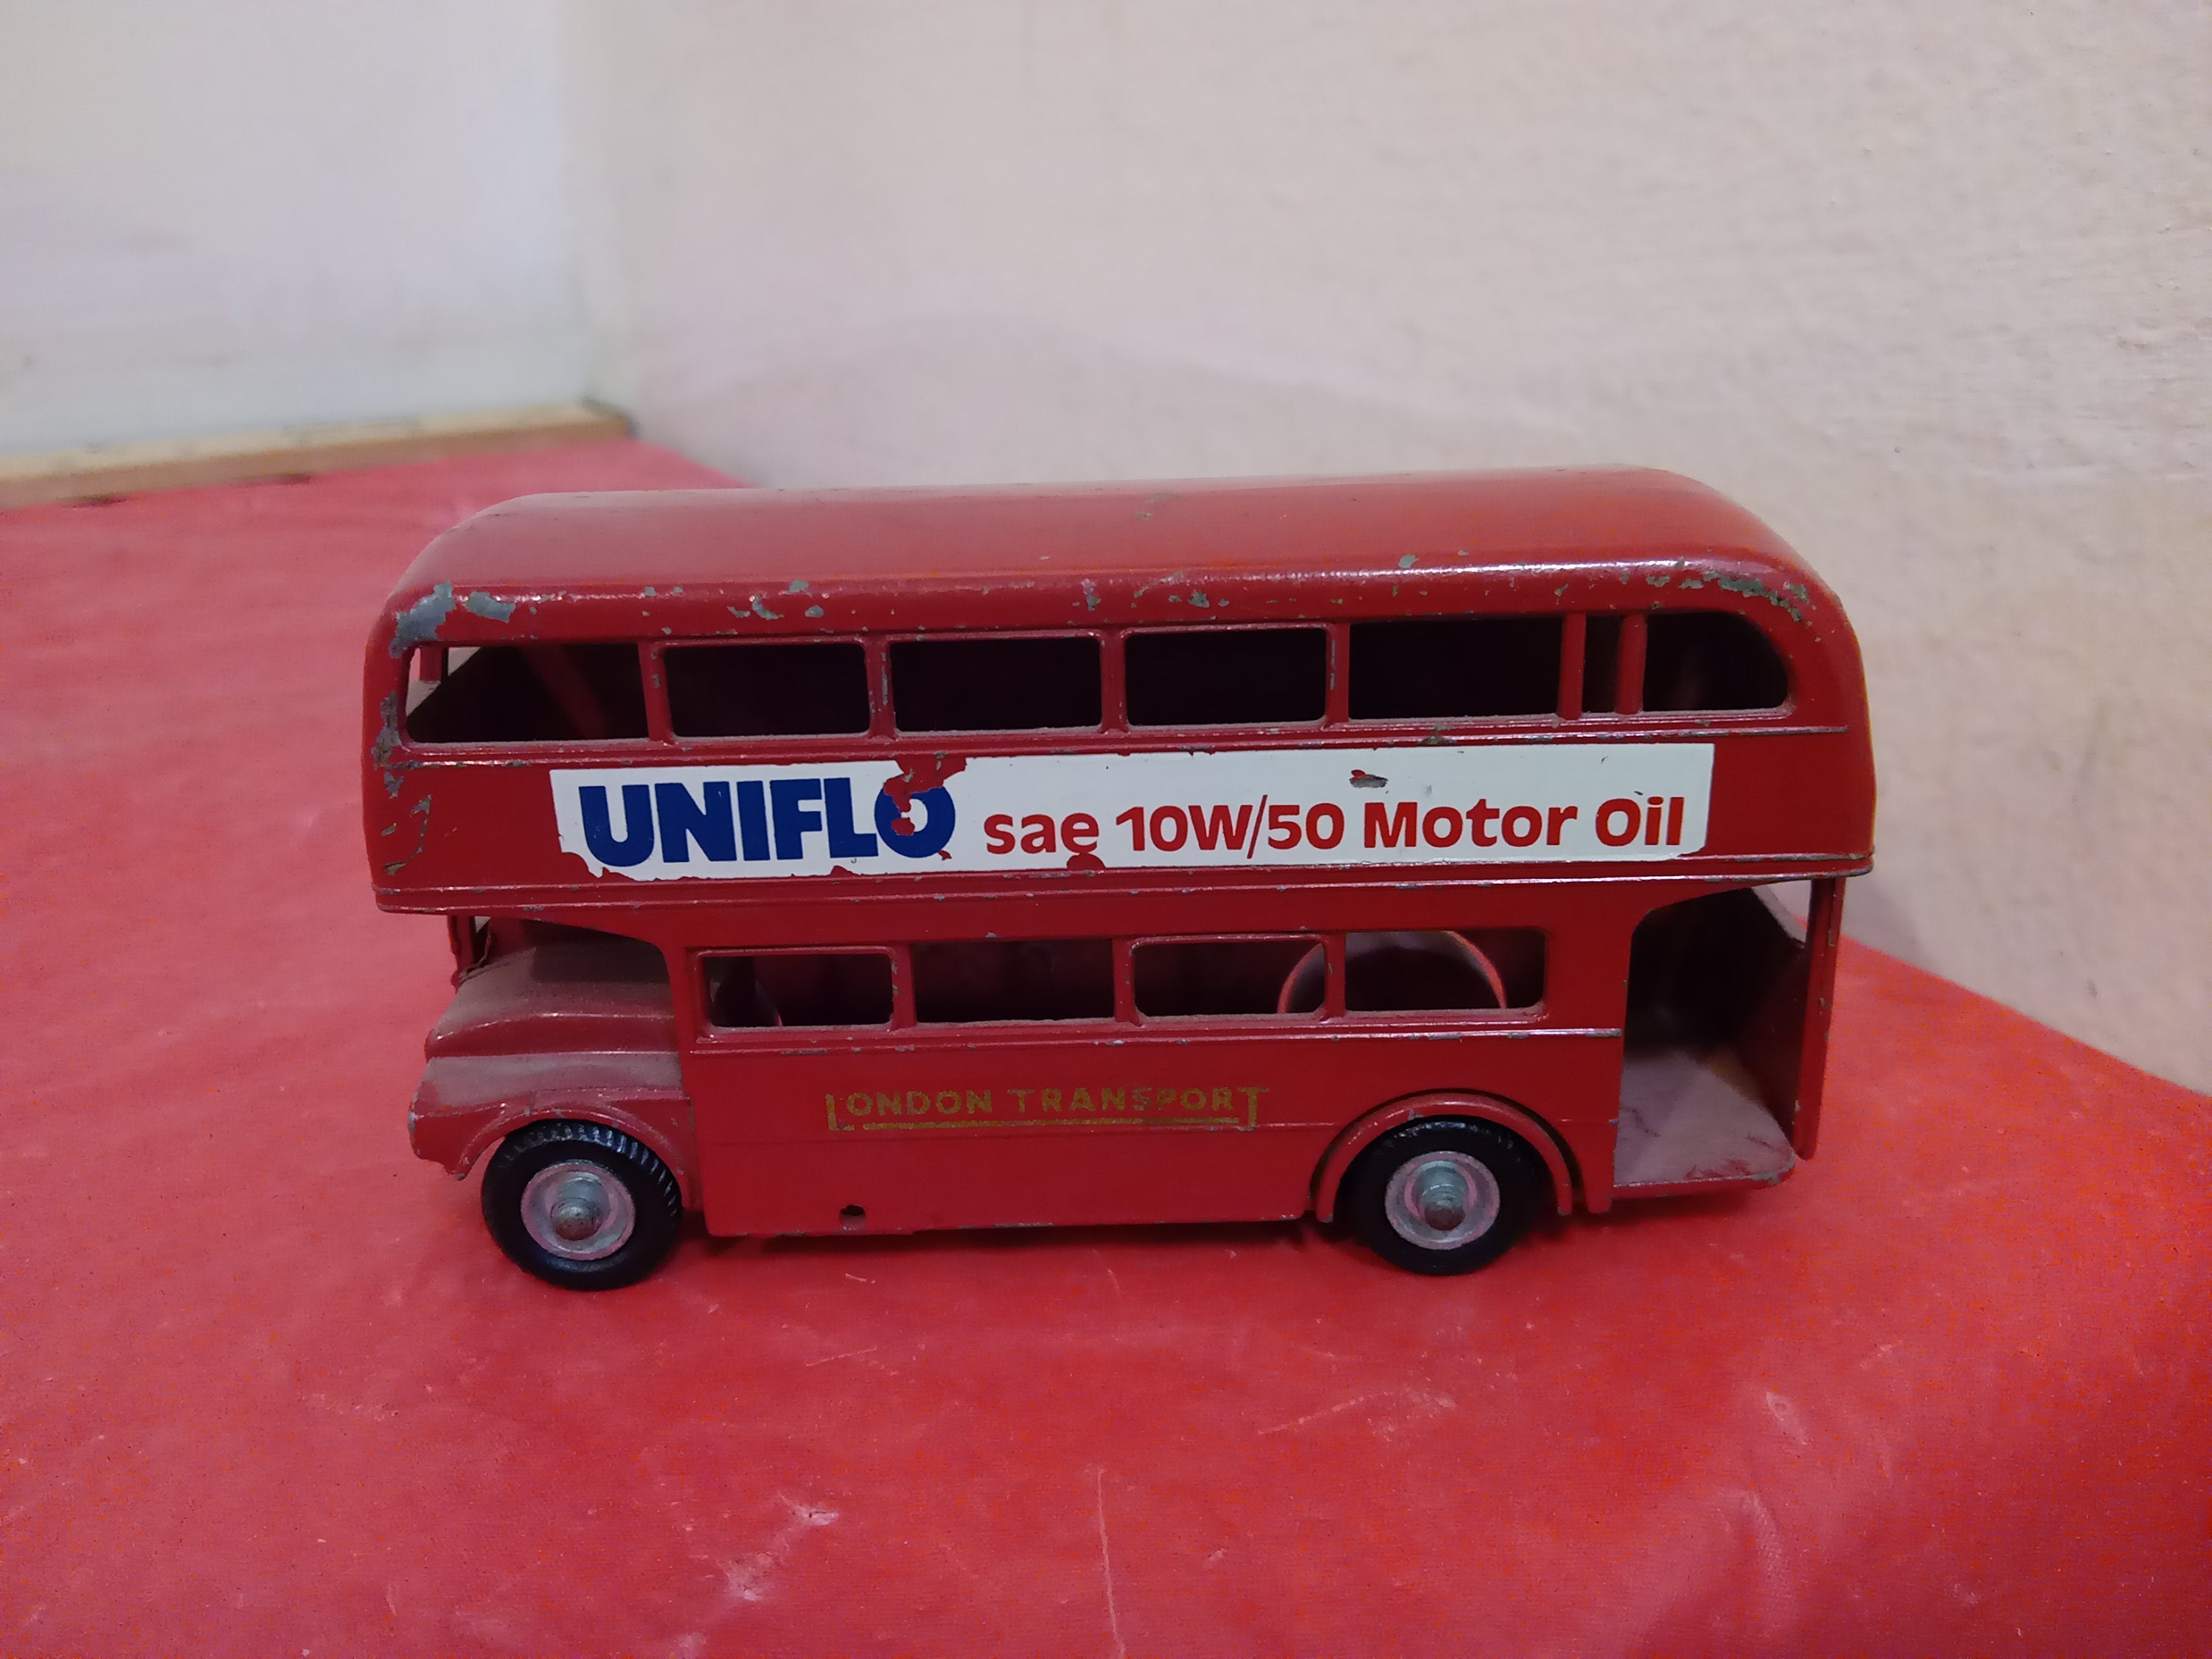 UNIFLO sae 10W/50 Motor Oil
LONDON TRANSPORT